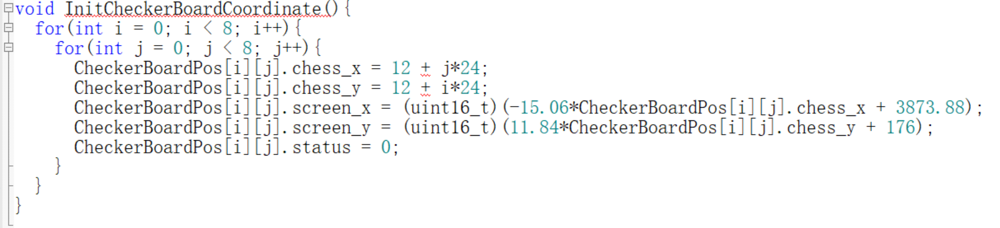 void InitCheckerBoardCoordinate(){
for(int i = 0; i < 8; i++){
for(int j = 0; j < 8; j++){
CheckerBoardPos[i][j].chess_x = 12 + j*24;
CheckerBoardPos[i][j].chess_y = 12 + i*24;
CheckerBoardPos[i][j].screen_x = (uint16_t)(-15.06*CheckerBoardPos[i][j].chess_x + 3873.88);
CheckerBoardPos[i][j].screen_y = (uint16_t)(11.84*CheckerBoardPos[i][j].chess_y + 176);
CheckerBoardPos[i][j].status = 0;
}
}
}